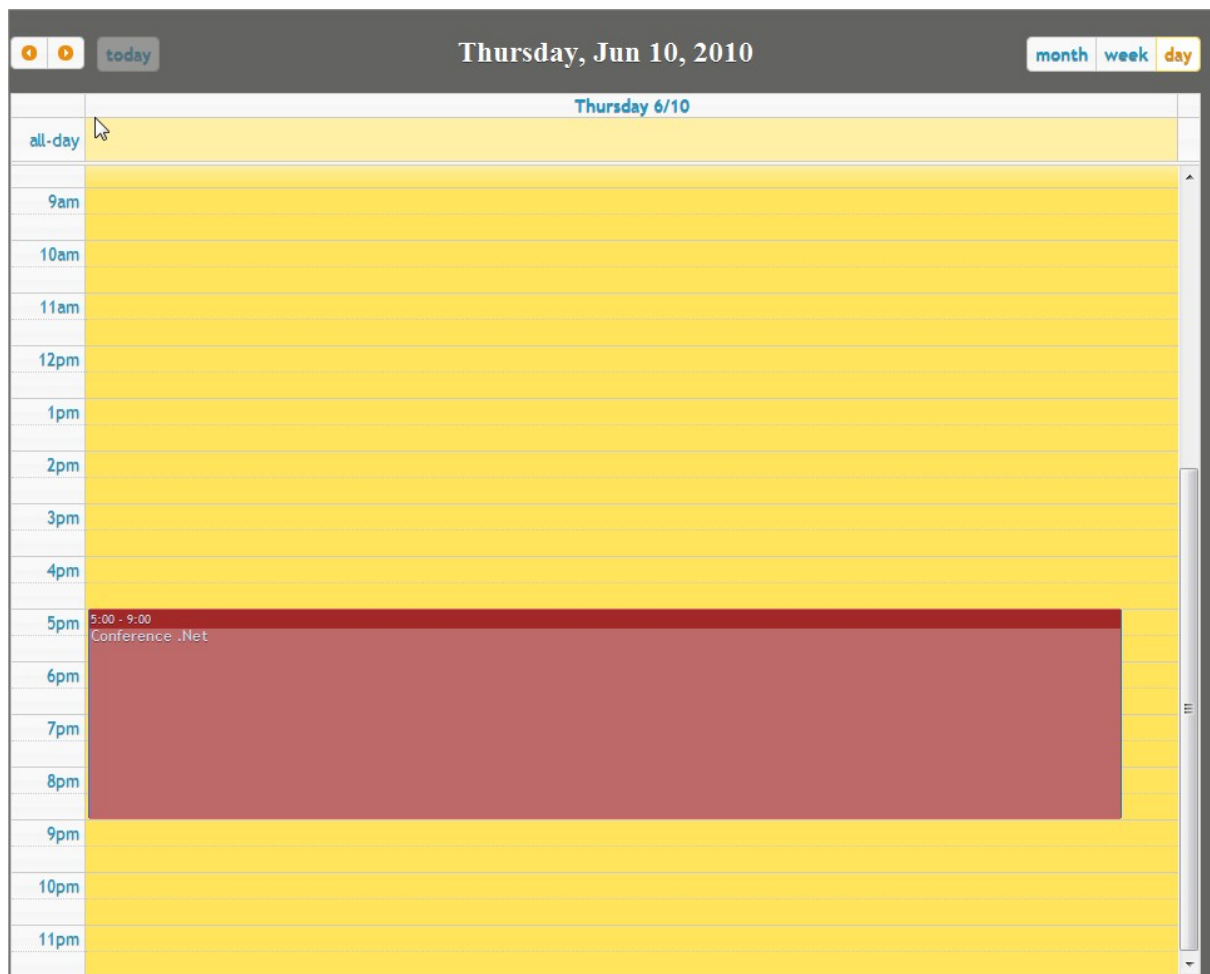 today
Thursday, Jun 10, 2010
month week day
Thursday 6/10
all-day
9am
10am
11am
12pm
1pm
2pm
3pm
4pm
5pm
5:00 - 9:00
Conference .Net
6pm
7pm
8pm
9pm
10pm
11pm